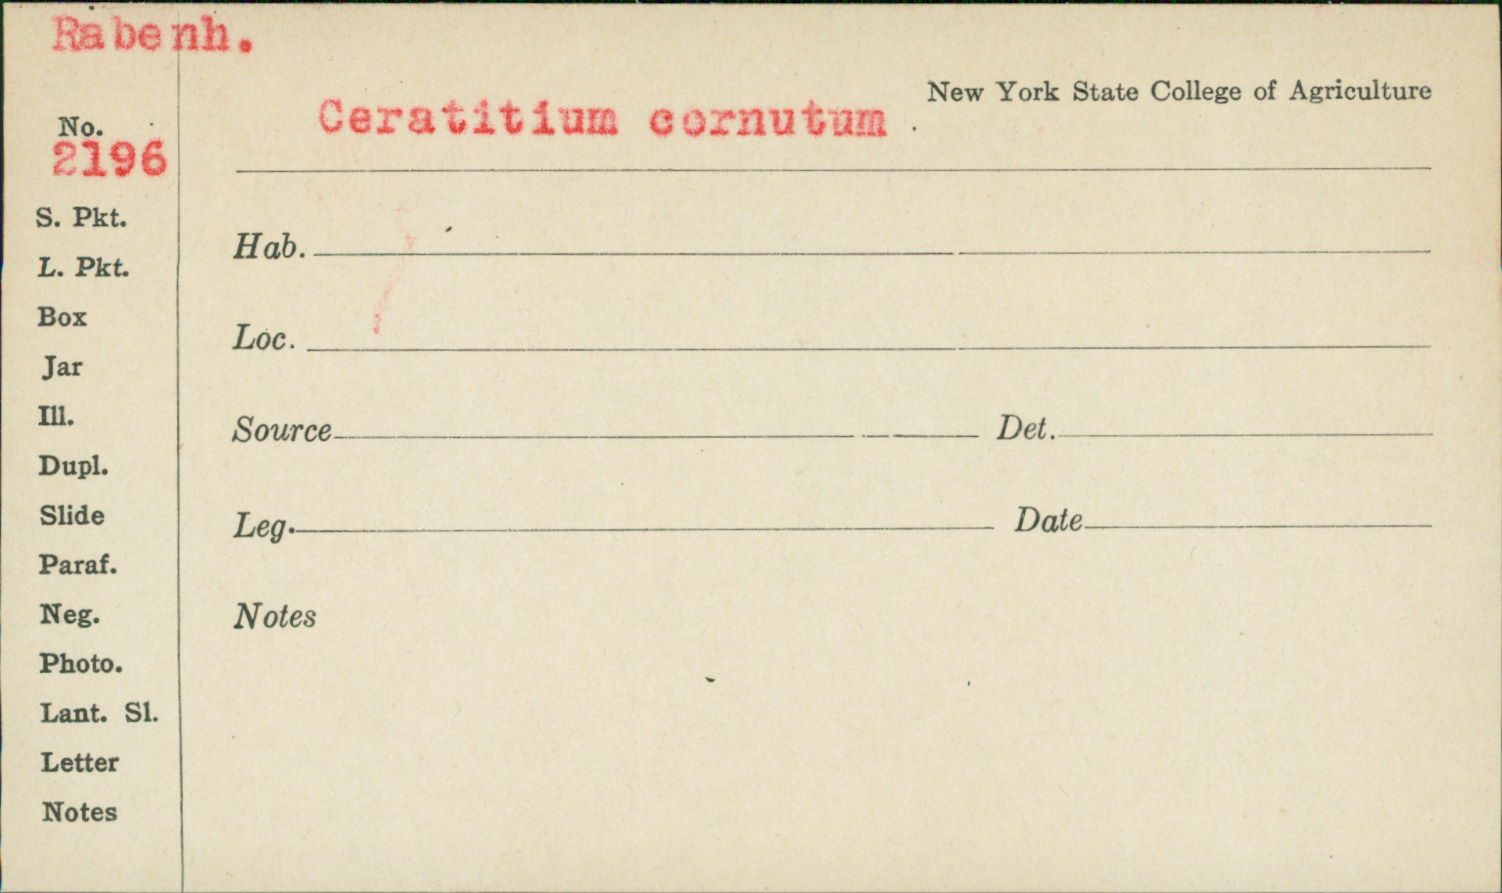 Rabenh.
New York State College of Agriculture
Ceratitium cornutum
No.
2196
S. Pkt.
L. Pkt.
Box
Jar
Ill.
Dupl.
Slide
Paraf.
Neg.
Photo.
Lant. Sl.
Letter
Notes
Hab.
Loc.
Source Det.
Leg. Date
Notes